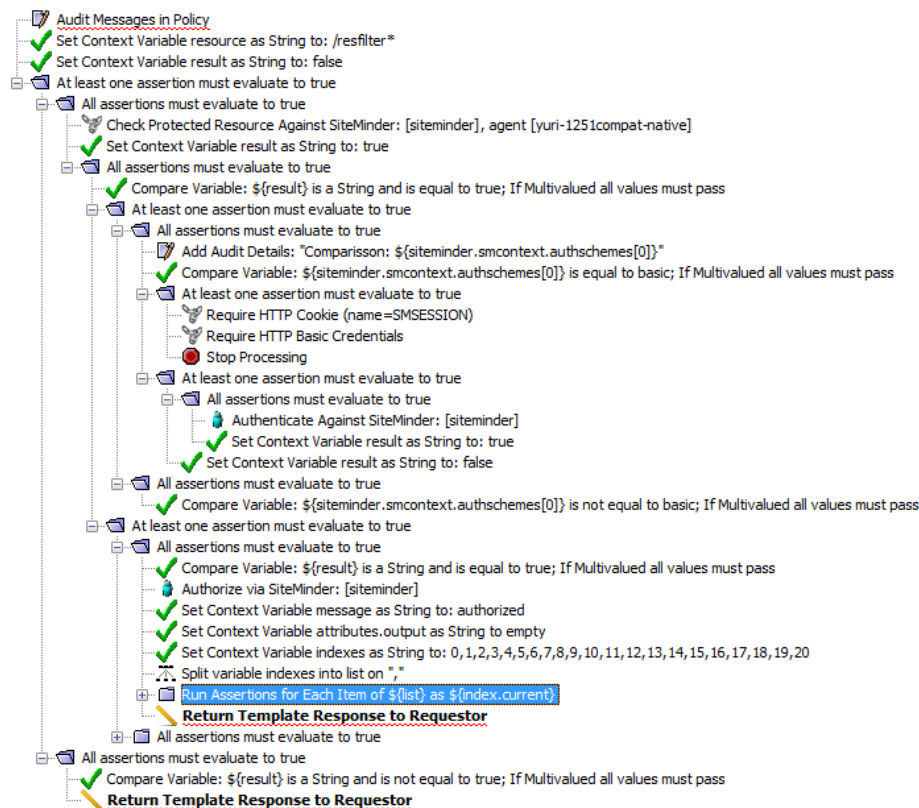 Audit Messages in Policy
Set Context Variable resource as String to: /resfilter*
Set Context Variable result as String to: false
At least one assertion must evaluate to true
All assertions must evaluate to true
Check Protected Resource Against SiteMinder: [siteminder], agent [yuri-1251compat-native]
Set Context Variable result as String to: true
All assertions must evaluate to true
Compare Variable: ${result} is a String and is equal to true; If Multivalued all values must pass
At least one assertion must evaluate to true
All assertions must evaluate to true
Add Audit Details: "Comparisson: ${siteminder.smcontext.authschemes[0]}"
Compare Variable: ${siteminder.smcontext.authschemes[0]} is equal to basic; If Multivalued all values must pass
At least one assertion must evaluate to true
Require HTTP Cookie (name=SMSESSION)
Require HTTP Basic Credentials
Stop Processing
At least one assertion must evaluate to true
All assertions must evaluate to true
Authenticate Against SiteMinder: [siteminder]
Set Context Variable result as String to: true
Set Context Variable result as String to: false
All assertions must evaluate to true
Compare Variable: ${siteminder.smcontext.authschemes[0]} is not equal to basic; If Multivalued all values must pass
At least one assertion must evaluate to true
All assertions must evaluate to true
Compare Variable: ${result} is a String and is equal to true; If Multivalued all values must pass
Authorize via SiteMinder: [siteminder]
Set Context Variable message as String to: authorized
Set Context Variable attributes.output as String to empty
Set Context Variable indexes as String to: 0,1,2,3,4,5,6,7,8,9,10,11,12,13,14,15,16,17,18,19,20
Split variable indexes into list on ","
Run Assertions for Each Item of ${list} as ${index.current}
Return Template Response to Requestor
All assertions must evaluate to true
All assertions must evaluate to true
Compare Variable: ${result} is a String and is not equal to true; If Multivalued all values must pass
Return Template Response to Requestor